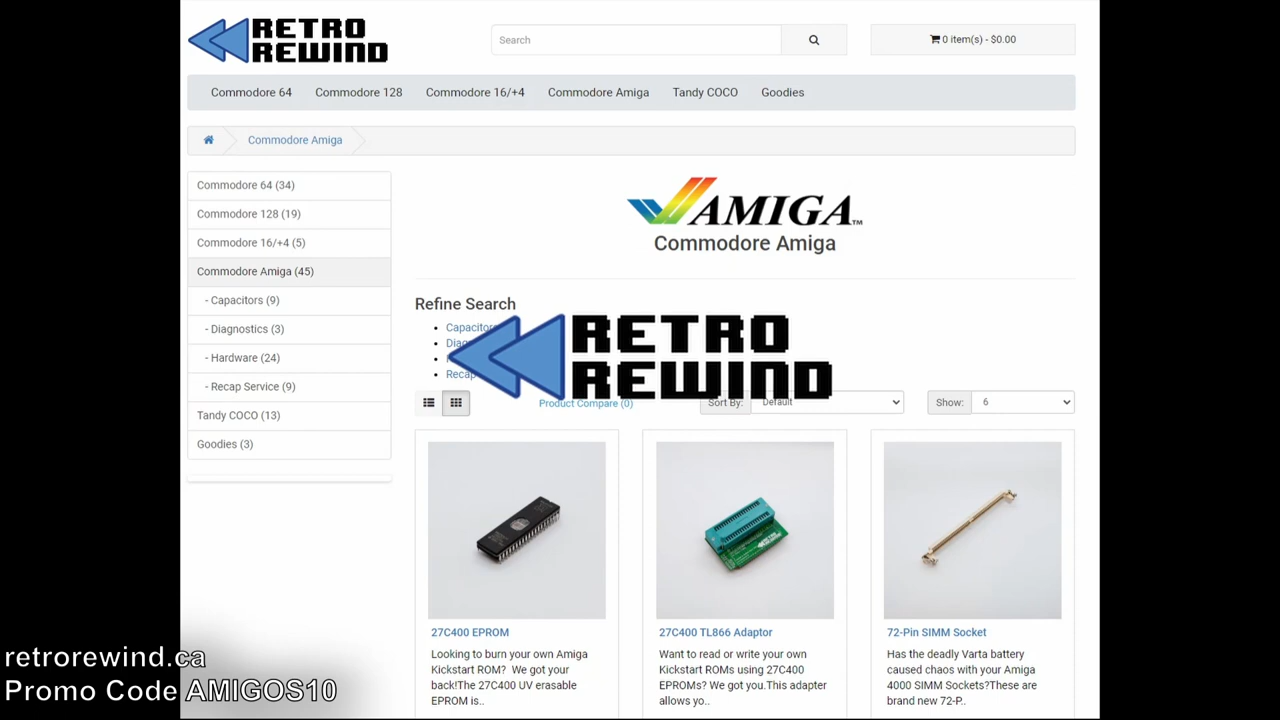 RETRO
REWIND
Search
0 item(s) - $0.00
Commodore 64 Commodore 128 Commodore 16/+4 Commodore Amiga Tandy COCO Goodies
Commodore Amiga
Commodore 64 (34)
Commodore 128 (19)
Commodore 16/+4 (5)
Commodore Amiga (45)
- Capacitors (9)
- Diagnostics (3)
- Hardware (24)
- Recap Service (9)
Tandy COCO (13)
Goodies (3)
AMIGA™
Commodore Amiga
Refine Search
Capacitors
Recap
RETRO
REWIND
Product Compare (0)
Sort By: Default
Show: 6
27C400 EPROM
Looking to burn your own Amiga
Kickstart ROM? We got your
back!The 27C400 UV erasable
EPROM is..
27C400 TL866 Adaptor
Want to read or write your own
Kickstart ROMs using 27C400
EPROMs? We got you.This adapter
allows yo..
72-Pin SIMM Socket
Has the deadly Varta battery
caused chaos with your Amiga
4000 SIMM Sockets?These are
brand new 72-P..
retrorewind.ca
Promo Code AMIGOS10